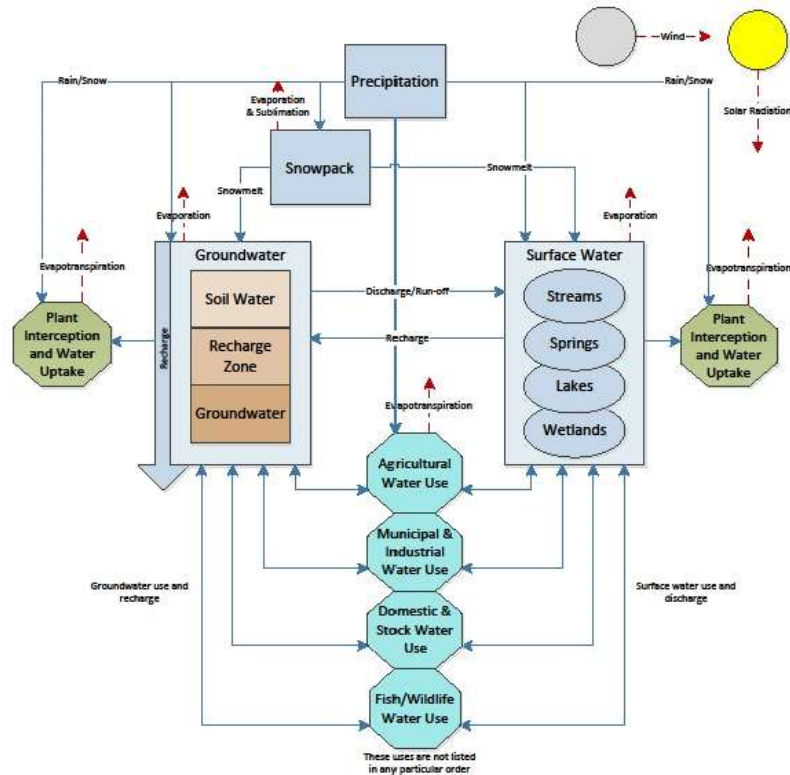 Wind
Precipitation
Rain/Snow
Rain/Snow
Evaporation
& Sublimation
Solar Radiation
Snowpack
Snowmelt
Snowmelt
Evaporation
Evaporation
Groundwater
Surface Water
Evapotranspiration
Evapotranspiration
Soil Water
Discharge/Run-off
Streams
Plant
Interception
and Water
Uptake
Recharge
Recharge
Zone
Recharge
Springs
Plant
Interception
and Water
Uptake
Groundwater
Lakes
Evapotranspiration
Wetlands
Agricultural
Water Use
Municipal &
Industrial
Water Use
Groundwater use and
recharge
Surface water use and
discharge
Domestic &
Stock Water
Use
Fish/Wildlife
Water Use
These uses are not listed
in any particular order